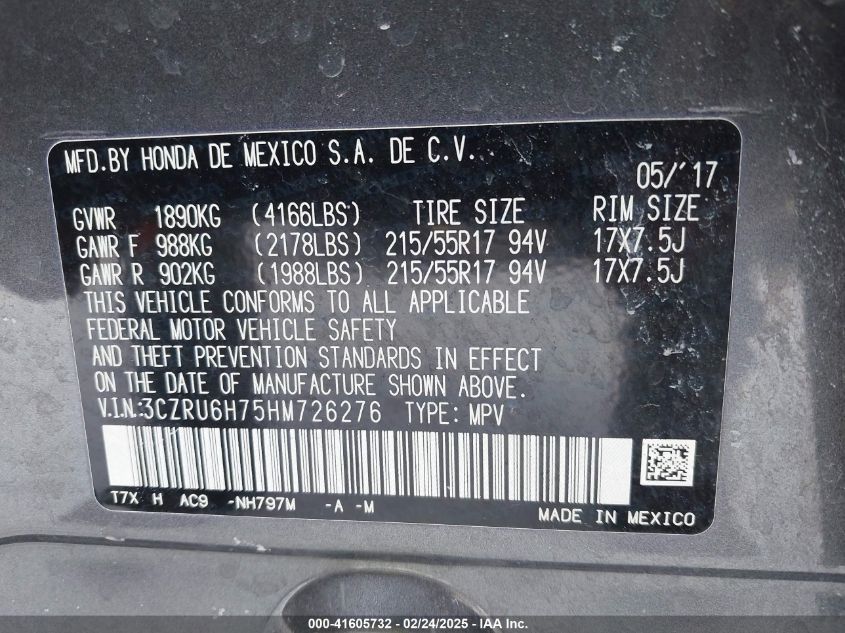 MFD.BY HONDA DE MEXICO S.A. DE C.V.
05/'17
GVWR 1890KG (4166LBS) TIRE SIZE RIM SIZE
GAWR F 988KG (2178LBS) 215/55R17 94V 17X7.5J
GAWR R 902KG (1988LBS) 215/55R17 94V 17X7.5J
THIS VEHICLE CONFORMS TO ALL APPLICABLE
FEDERAL MOTOR VEHICLE SAFETY
AND THEFT PREVENTION STANDARDS IN EFFECT
ON THE DATE OF MANUFACTURE SHOWN ABOVE.
V.I.N.:3CZRU6H75HM726276 TYPE: MPV
T7X H AC9 -NH797M -A -M
MADE IN MEXICO
000-41605732 - 02/24/2025 - IAA Inc.